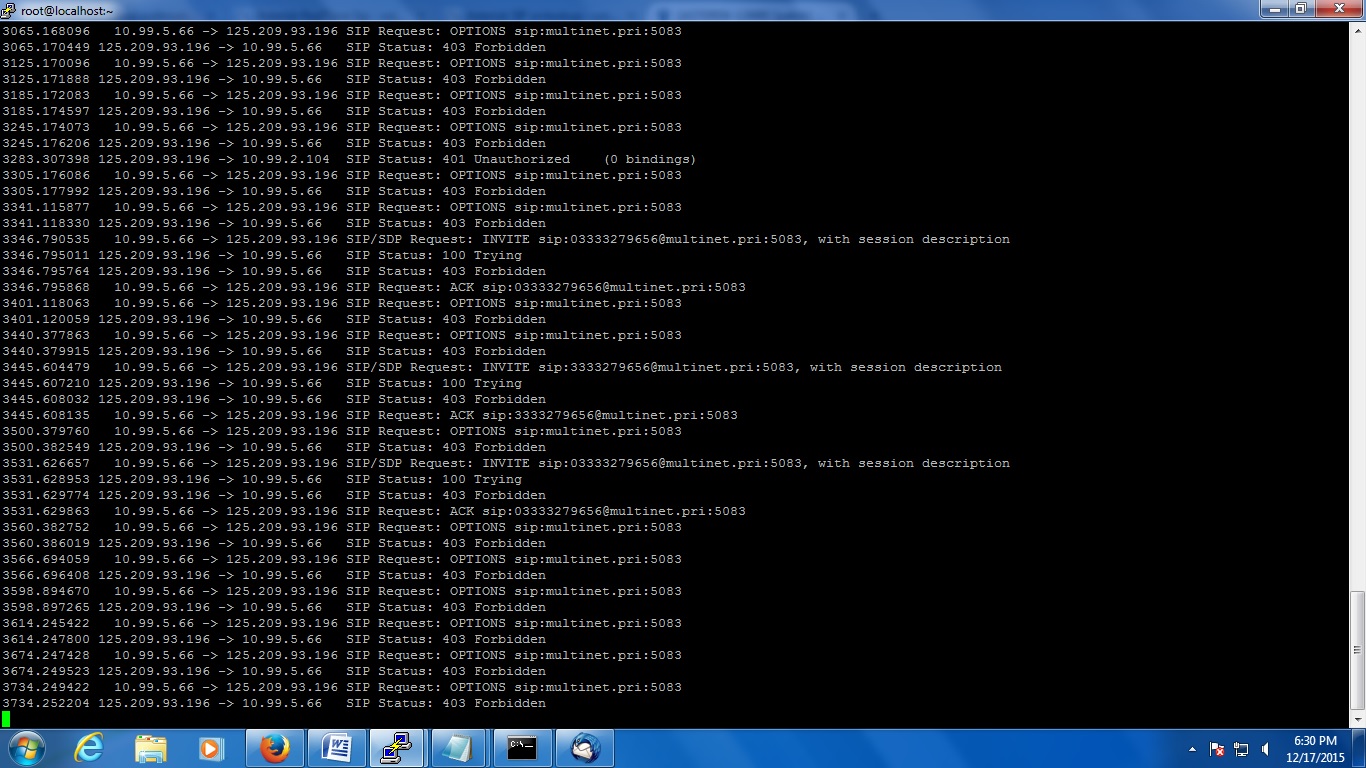 root@localhost:~
3065.168096   10.99.5.66 -> 125.209.93.196 SIP Request: OPTIONS sip:multinet.pri:5083
3065.170449 125.209.93.196 -> 10.99.5.66   SIP Status: 403 Forbidden
3125.170096   10.99.5.66 -> 125.209.93.196 SIP Request: OPTIONS sip:multinet.pri:5083
3125.171888 125.209.93.196 -> 10.99.5.66   SIP Status: 403 Forbidden
3185.172083   10.99.5.66 -> 125.209.93.196 SIP Request: OPTIONS sip:multinet.pri:5083
3185.174597 125.209.93.196 -> 10.99.5.66   SIP Status: 403 Forbidden
3245.174073   10.99.5.66 -> 125.209.93.196 SIP Request: OPTIONS sip:multinet.pri:5083
3245.176206 125.209.93.196 -> 10.99.5.66   SIP Status: 403 Forbidden
3283.307398 125.209.93.196 -> 10.99.2.104  SIP Status: 401 Unauthorized    (0 bindings)
3305.176086   10.99.5.66 -> 125.209.93.196 SIP Request: OPTIONS sip:multinet.pri:5083
3305.177992 125.209.93.196 -> 10.99.5.66   SIP Status: 403 Forbidden
3341.115877   10.99.5.66 -> 125.209.93.196 SIP Request: OPTIONS sip:multinet.pri:5083
3341.118330 125.209.93.196 -> 10.99.5.66   SIP Status: 403 Forbidden
3346.790535   10.99.5.66 -> 125.209.93.196 SIP/SDP Request: INVITE sip:03333279656@multinet.pri:5083, with session description
3346.795011 125.209.93.196 -> 10.99.5.66   SIP Status: 100 Trying
3346.795764 125.209.93.196 -> 10.99.5.66   SIP Status: 403 Forbidden
3346.795868   10.99.5.66 -> 125.209.93.196 SIP Request: ACK sip:03333279656@multinet.pri:5083
3401.118063   10.99.5.66 -> 125.209.93.196 SIP Request: OPTIONS sip:multinet.pri:5083
3401.120059 125.209.93.196 -> 10.99.5.66   SIP Status: 403 Forbidden
3440.377863   10.99.5.66 -> 125.209.93.196 SIP Request: OPTIONS sip:multinet.pri:5083
3440.379915 125.209.93.196 -> 10.99.5.66   SIP Status: 403 Forbidden
3445.604479   10.99.5.66 -> 125.209.93.196 SIP/SDP Request: INVITE sip:3333279656@multinet.pri:5083, with session description
3445.607210 125.209.93.196 -> 10.99.5.66   SIP Status: 100 Trying
3445.608032 125.209.93.196 -> 10.99.5.66   SIP Status: 403 Forbidden
3445.608135   10.99.5.66 -> 125.209.93.196 SIP Request: ACK sip:3333279656@multinet.pri:5083
3500.379760   10.99.5.66 -> 125.209.93.196 SIP Request: OPTIONS sip:multinet.pri:5083
3500.382549 125.209.93.196 -> 10.99.5.66   SIP Status: 403 Forbidden
3531.626657   10.99.5.66 -> 125.209.93.196 SIP/SDP Request: INVITE sip:03333279656@multinet.pri:5083, with session description
3531.628953 125.209.93.196 -> 10.99.5.66   SIP Status: 100 Trying
3531.629774 125.209.93.196 -> 10.99.5.66   SIP Status: 403 Forbidden
3531.629863   10.99.5.66 -> 125.209.93.196 SIP Request: ACK sip:03333279656@multinet.pri:5083
3560.382752   10.99.5.66 -> 125.209.93.196 SIP Request: OPTIONS sip:multinet.pri:5083
3560.386019 125.209.93.196 -> 10.99.5.66   SIP Status: 403 Forbidden
3566.694059   10.99.5.66 -> 125.209.93.196 SIP Request: OPTIONS sip:multinet.pri:5083
3566.696408 125.209.93.196 -> 10.99.5.66   SIP Status: 403 Forbidden
3598.894670   10.99.5.66 -> 125.209.93.196 SIP Request: OPTIONS sip:multinet.pri:5083
3598.897265 125.209.93.196 -> 10.99.5.66   SIP Status: 403 Forbidden
3614.245422   10.99.5.66 -> 125.209.93.196 SIP Request: OPTIONS sip:multinet.pri:5083
3614.247800 125.209.93.196 -> 10.99.5.66   SIP Status: 403 Forbidden
3674.247428   10.99.5.66 -> 125.209.93.196 SIP Request: OPTIONS sip:multinet.pri:5083
3674.249523 125.209.93.196 -> 10.99.5.66   SIP Status: 403 Forbidden
3734.249422   10.99.5.66 -> 125.209.93.196 SIP Request: OPTIONS sip:multinet.pri:5083
3734.252204 125.209.93.196 -> 10.99.5.66   SIP Status: 403 Forbidden
6:30 PM
12/17/2015